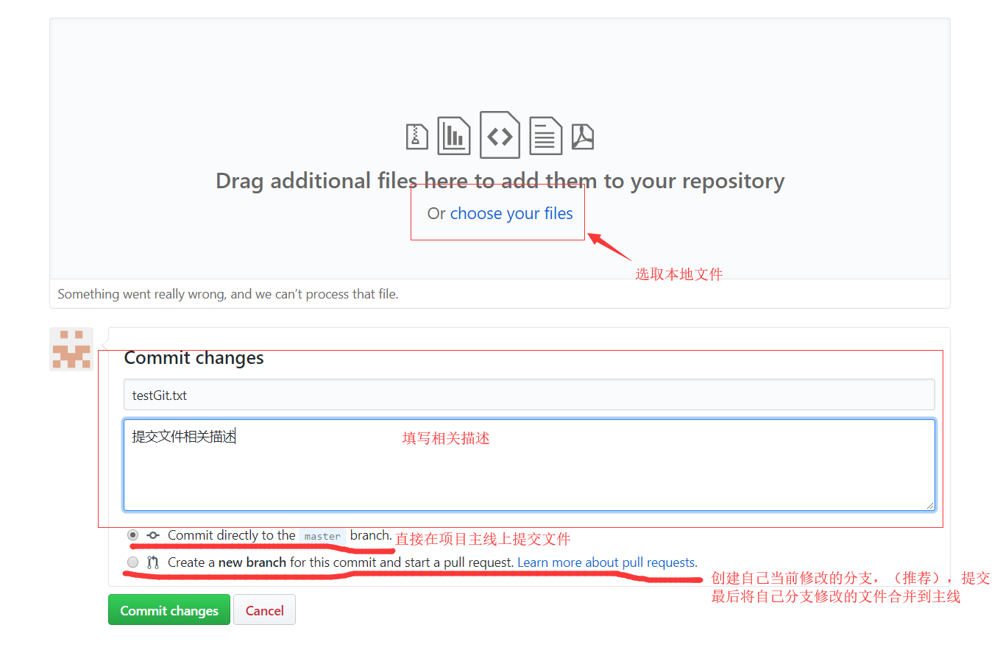 Drag additional files here to add them to your repository
Or choose your files
选取本地文件
Something went really wrong, and we can't process that file.
Commit changes
testGit.txt
提交文件相关描述
填写相关描述
Commit directly to the master branch.
直接在项目主线上提交文件
Create a new branch for this commit and start a pull request. Learn more about pull requests.
创建自己当前修改的分支，（推荐），提交
最后将自己分支修改的文件合并到主线
Commit changes
Cancel